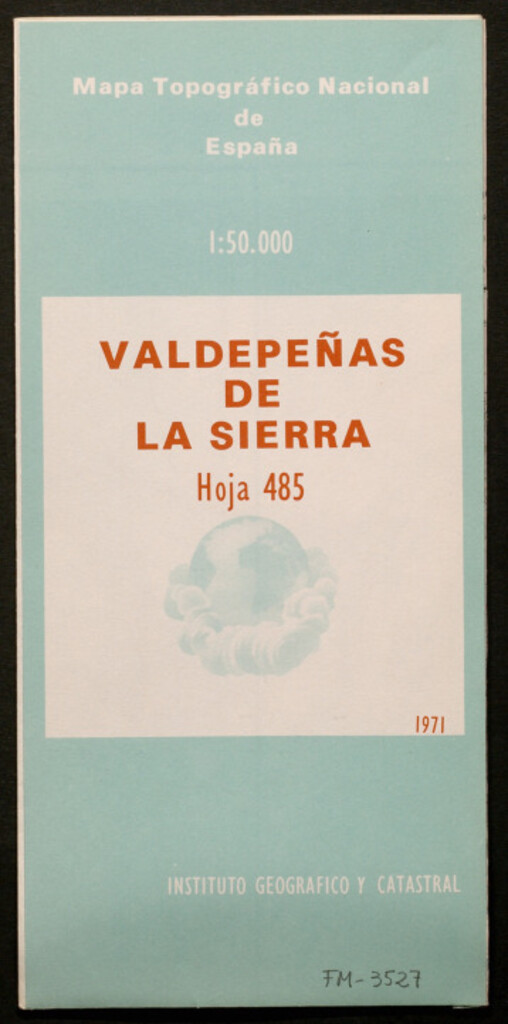 Mapa Topográfico Nacional
de
España
1:50.000
VALDEPEÑAS
DE
LA SIERRA
Hoja 485
1971
INSTITUTO GEOGRAFICO Y CATASTRAL
FM-3527